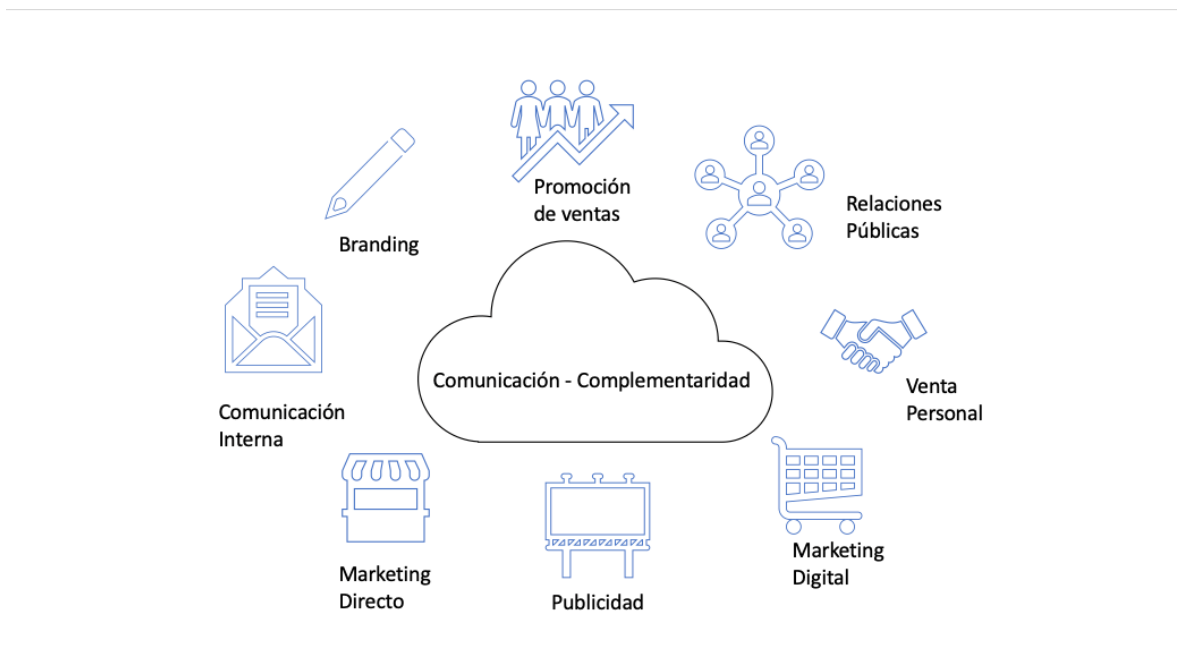 Promoción
de ventas
Relaciones
Públicas
Branding
Comunicación - Complementaridad
Venta
Personal
Comunicación
Interna
Marketing
Digital
Marketing
Directo
Publicidad